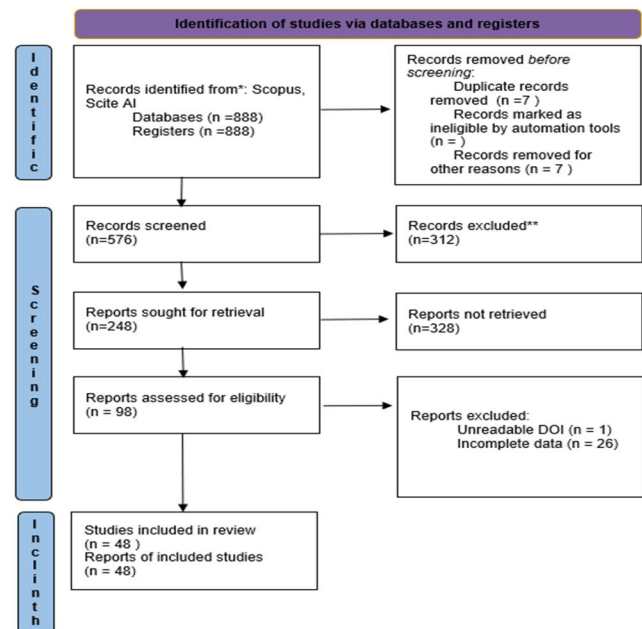 Identification of studies via databases and registers
Identific
Records identified from*: Scopus,
Scite AI
Databases (n =888)
Registers (n =888)
Records removed before
screening:
Duplicate records
removed (n =7 )
Records marked as
ineligible by automation tools
(n = )
Records removed for
other reasons (n = 7 )
Screening
Records screened
(n=576)
Records excluded**
(n=312)
Reports sought for retrieval
(n=248)
Reports not retrieved
(n=328)
Reports assessed for eligibility
(n = 98)
Reports excluded:
Unreadable DOI (n = 1)
Incomplete data (n = 26)
Inclinth
Studies included in review
(n = 48 )
Reports of included studies
(n = 48)